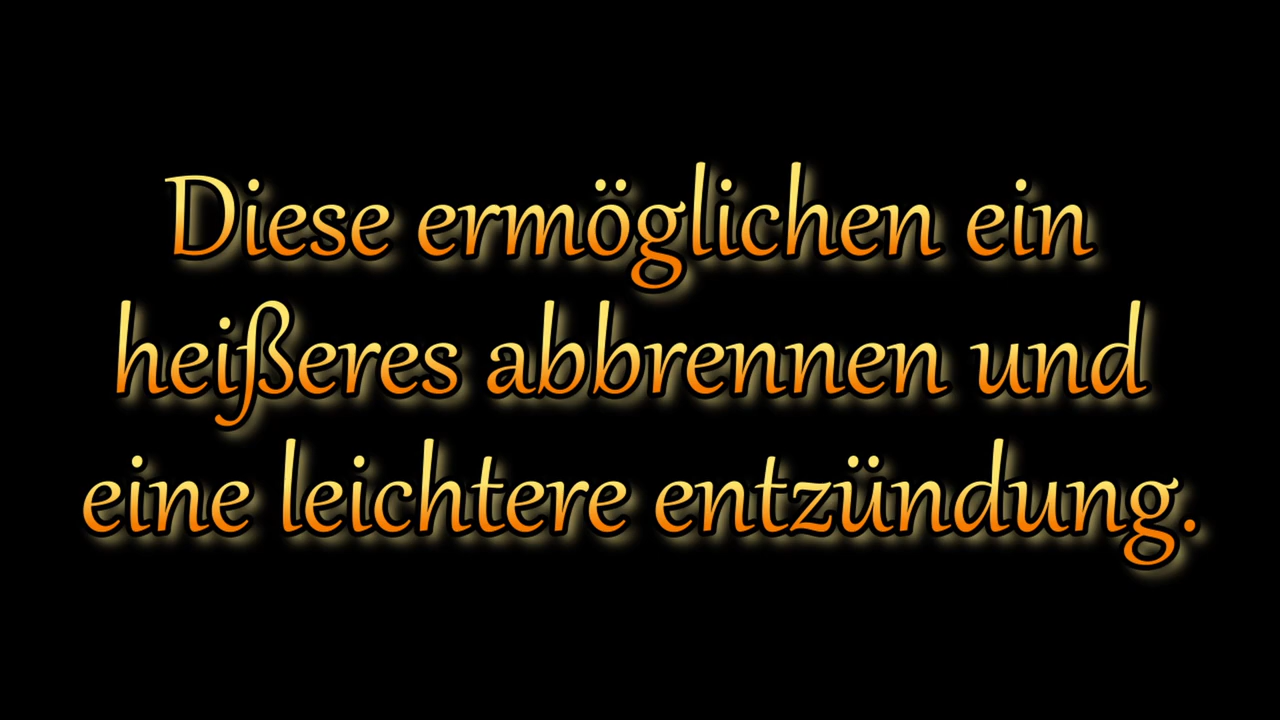 Diese ermöglichen ein
heißeres abbrennen und
eine leichtere entzündung.